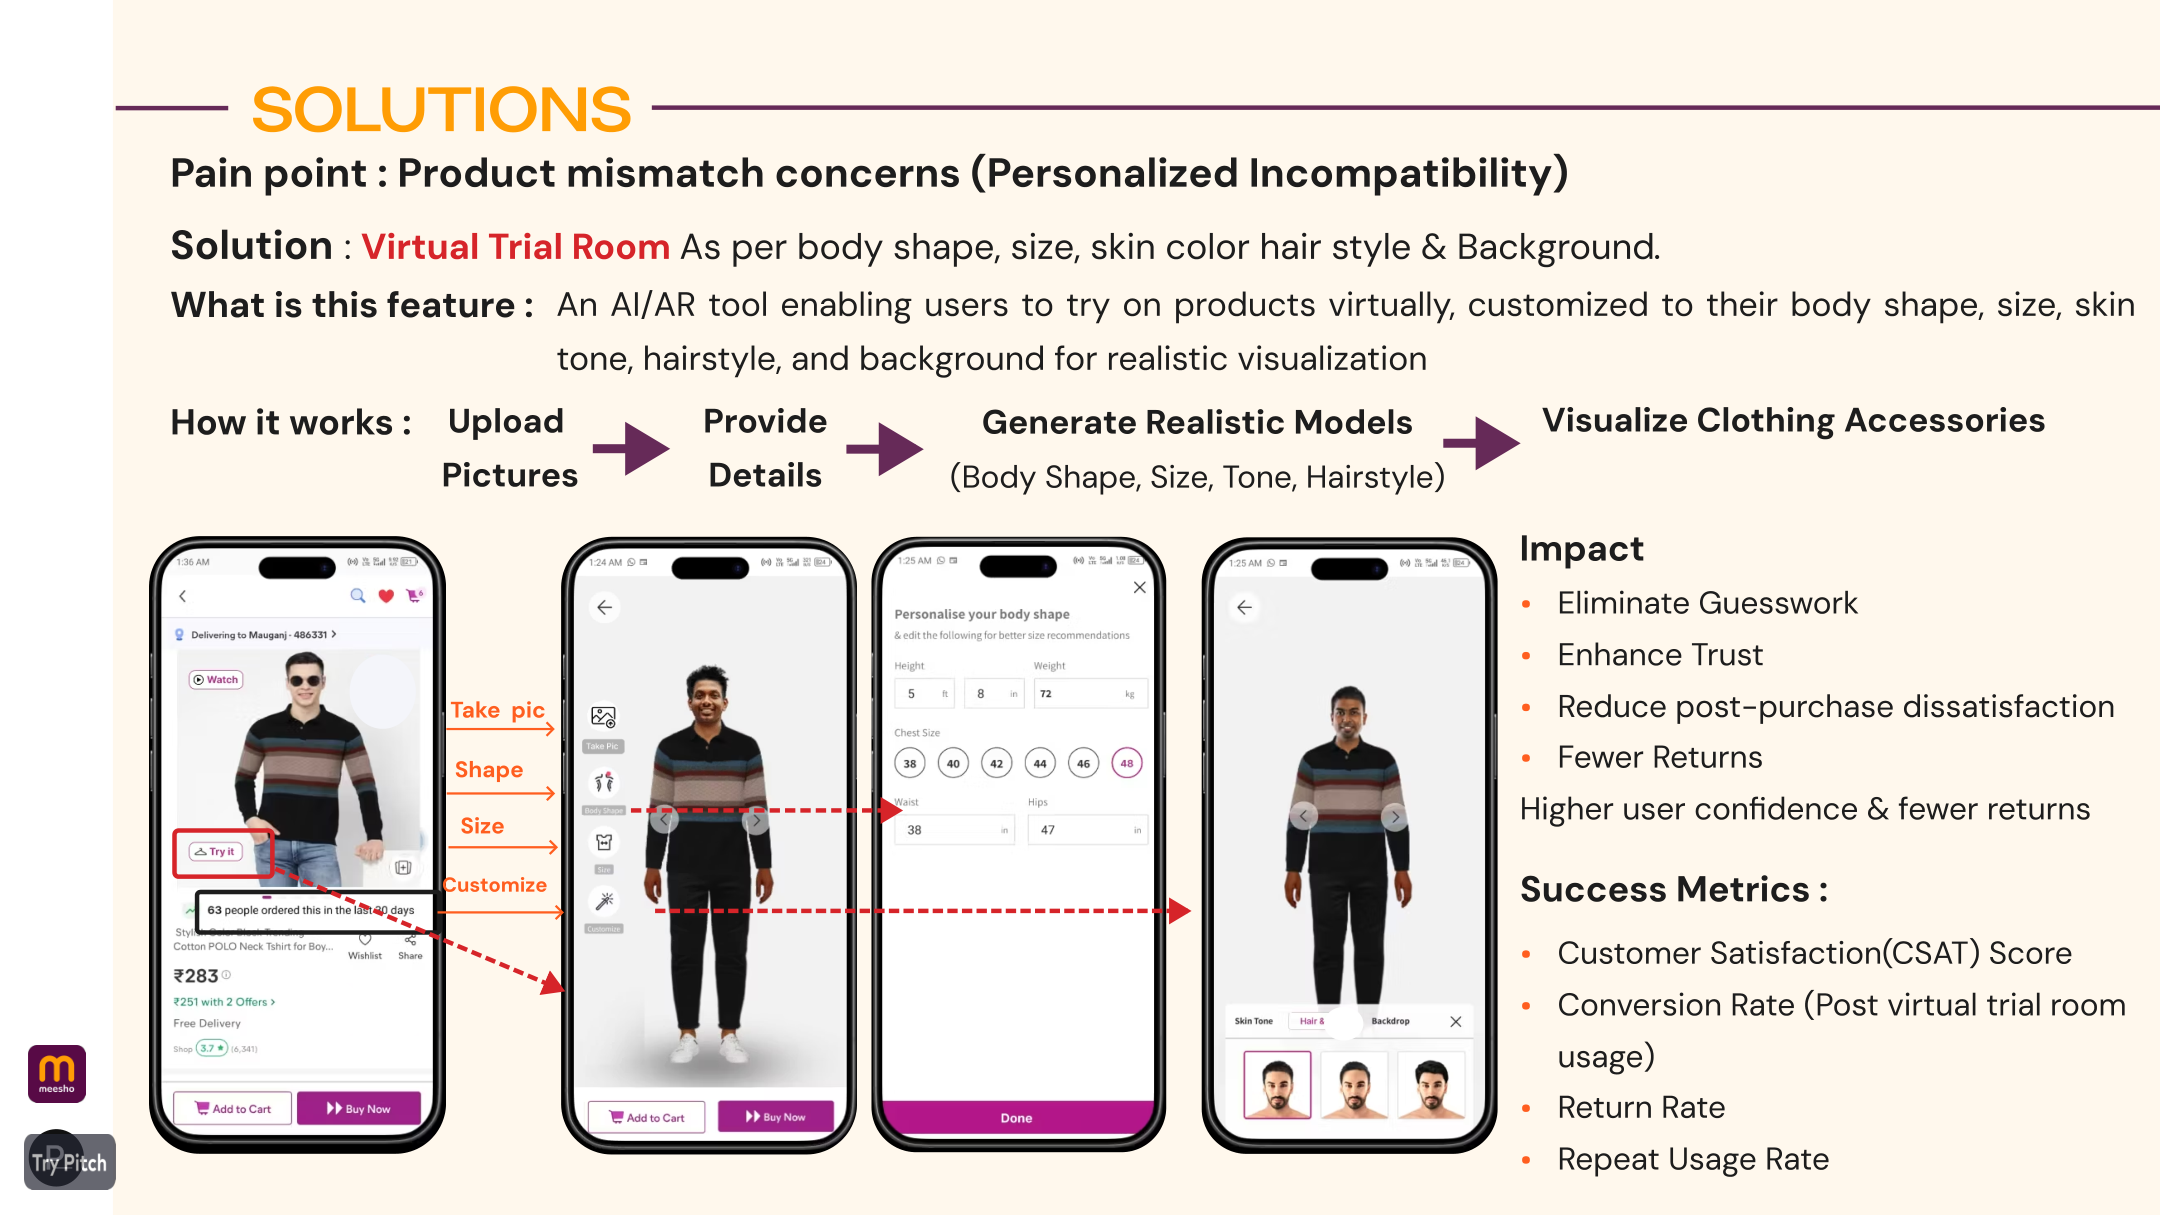 SOLUTIONS
Pain point : Product mismatch concerns (Personalized Incompatibility)
Solution : Virtual Trial Room As per body shape, size, skin color hair style & Background.
What is this feature : An AI/AR tool enabling users to try on products virtually, customized to their body shape, size, skin
tone, hairstyle, and background for realistic visualization
How it works :
Upload
Pictures
Provide
Details
Generate Realistic Models
(Body Shape, Size, Tone, Hairstyle)
Visualize Clothing Accessories
1:36 AM
Delivering to Mauganj - 486331 >
Watch
Try it
63 people ordered this in the last 30 days
Cotton POLO Neck Tshirt for Boy...
Wishlist
Share
₹283
₹251 with 2 Offers >
Free Delivery
Shop 3.7 ★ (6,341)
Add to Cart
Buy Now
Take pic
Shape
Size
Customize
1:24 AM
Take Pic
Body Shape
Size
Customize
Add to Cart
Buy Now
1:25 AM
Personalise your body shape
& edit the following for better size recommendations
Height
Weight
5 ft
8 in
72 kg
Chest Size
38 40 42 44 46 48
Waist
Hips
38 in
47 in
Done
1:25 AM
Skin Tone
Hair &
Backdrop
Impact
• Eliminate Guesswork
• Enhance Trust
• Reduce post-purchase dissatisfaction
• Fewer Returns
Higher user confidence & fewer returns
Success Metrics :
• Customer Satisfaction(CSAT) Score
• Conversion Rate (Post virtual trial room
usage)
• Return Rate
• Repeat Usage Rate
meesho
Try Pitch